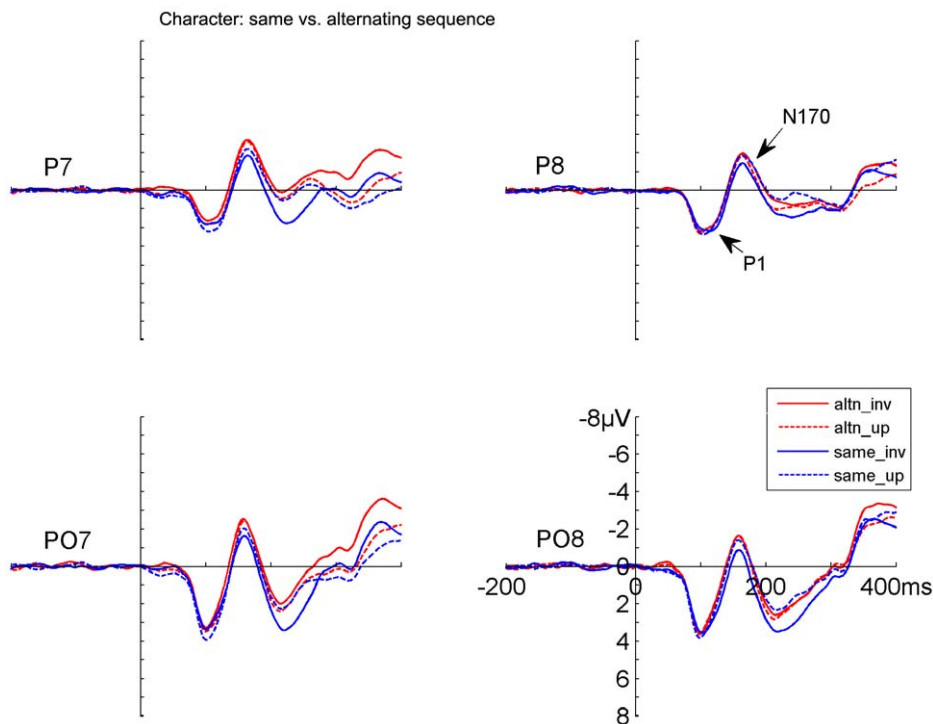 Character: same vs. alternating sequence
P7
P8
N170
P1
PO7
PO8
altn_inv
altn_up
same_inv
same_up
-8μV
-6
-4
-2
0
2
4
6
8
-200
0
200
400ms